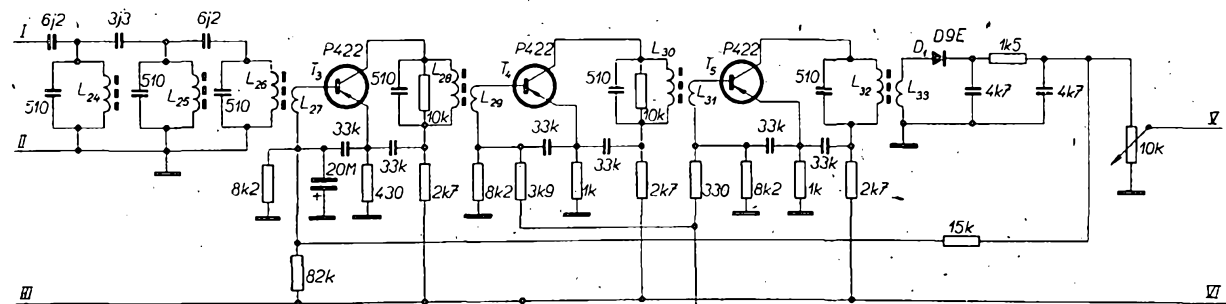 6j2 3j3 6j2
I
P422 P422 P422 D1 D9E 1k5
L30
T3 T4 T5
510 L24 510 L25 510 L26 L27 510 L28 L29 510 L31 L32 L33 4k7 4k7
10k 10k
II V
33k 33k 33k 10k
20M 33k 33k 33k
8k2 + 430 2k7 8k2 3k9 1k 2k7 330 8k2 1k 2k7
15k
82k
III VI